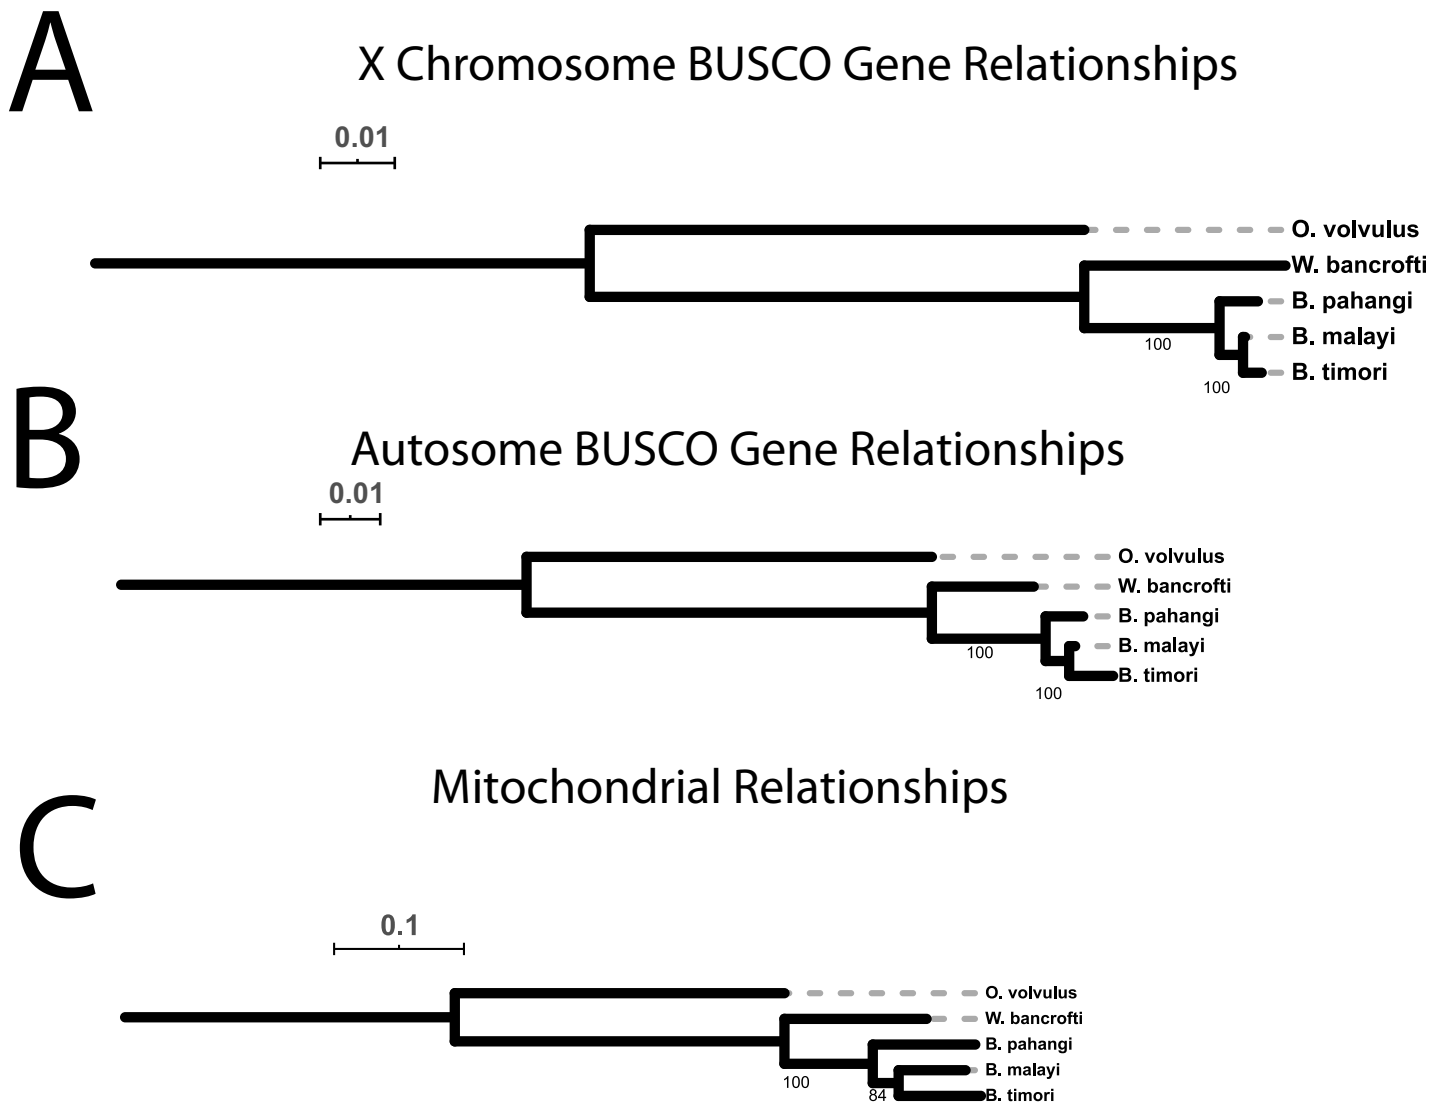 A
X Chromosome BUSCO Gene Relationships
0.01
O. volvulus
W. bancrofti
B. pahangi
B. malayi
100
B. timori
100
B
Autosome BUSCO Gene Relationships
0.01
O. volvulus
W. bancrofti
B. pahangi
B. malayi
100
B. timori
100
Mitochondrial Relationships
C
0.1
O. volvulus
W. bancrofti
B. pahangi
B. malayi
100
B. timori
84